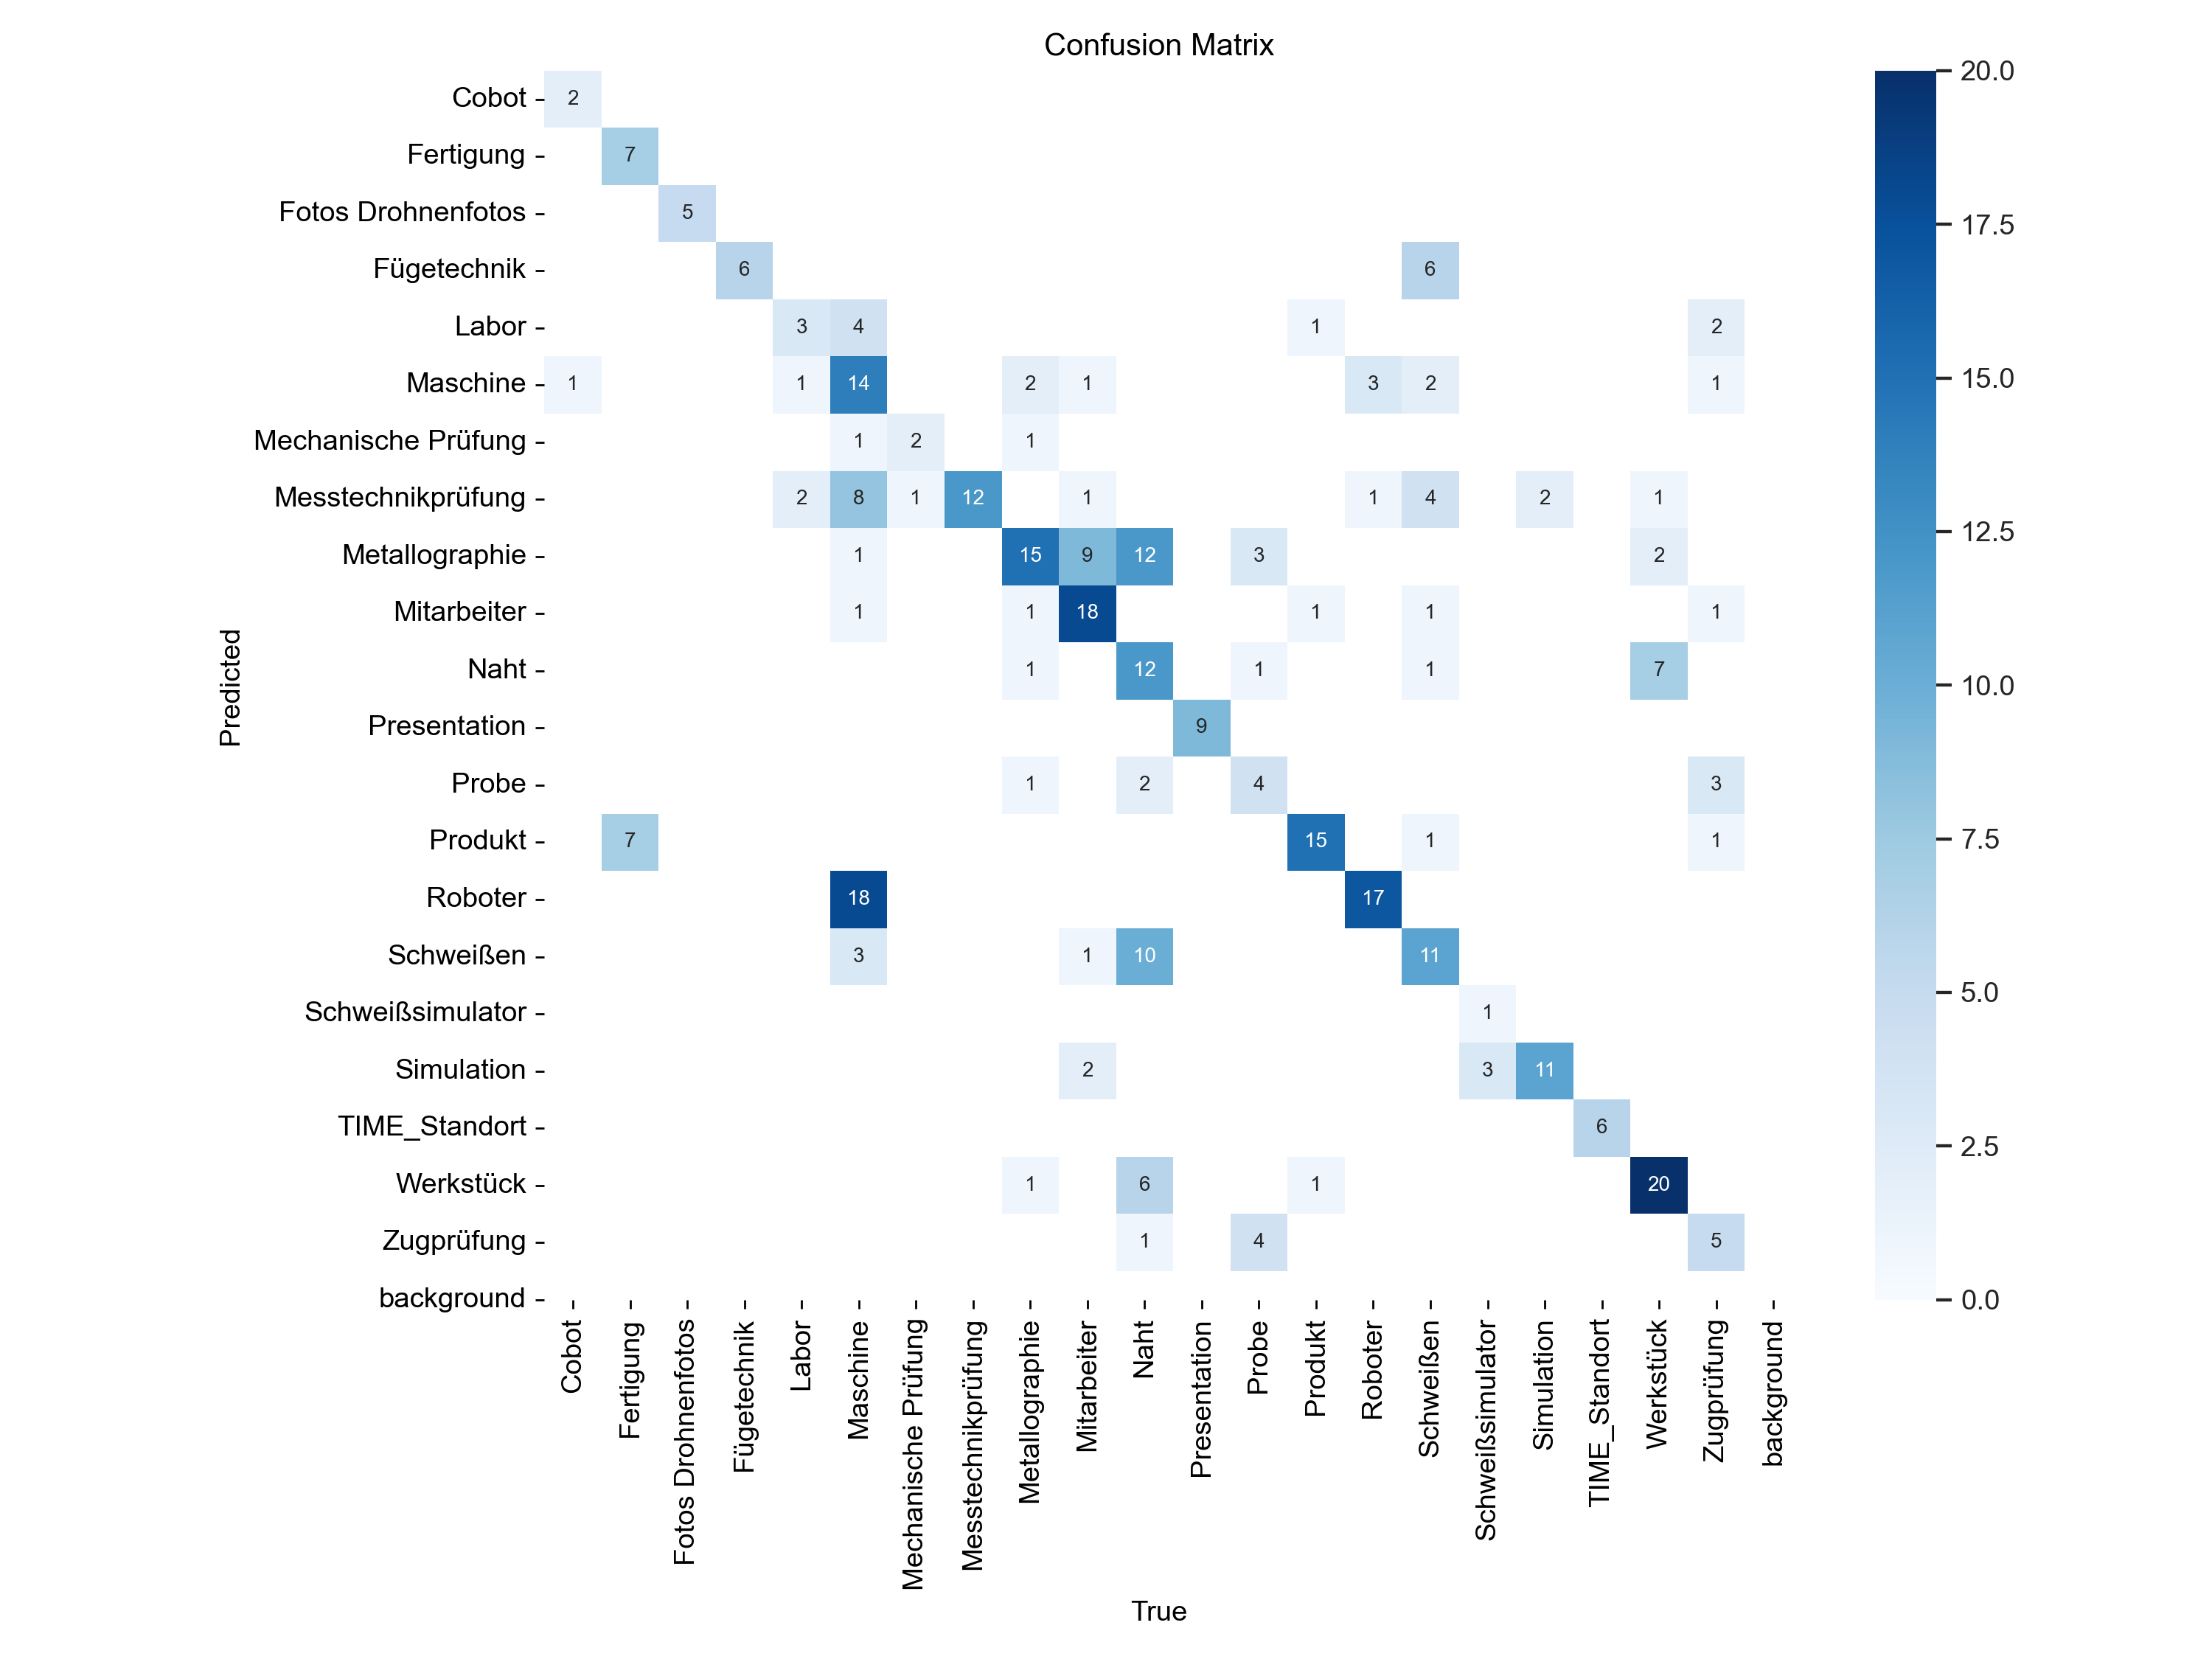 Confusion Matrix
Cobot 2
Fertigung 7
Fotos Drohnenfotos 5
Fügetechnik 6 6
Labor 3 4 1 2
Maschine 1 1 14 2 1 3 2 1
Mechanische Prüfung 1 2 1
Messtechnikprüfung 2 8 1 12 1 1 4 2 1
Metallographie 1 15 9 12 3 2
Mitarbeiter 1 1 18 1 1 1
Naht 1 12 1 1 7
Presentation 9
Probe 1 2 4 3
Produkt 7 15 1 1
Roboter 18 17
Schweißen 3 1 10 11
Schweißsimulator 1
Simulation 2 3 11
TIME_Standort 6
Werkstück 1 6 1 20
Zugprüfung 1 4 5
background
Predicted
Cobot
Fertigung
Fotos Drohnenfotos
Fügetechnik
Labor
Maschine
Mechanische Prüfung
Messtechnikprüfung
Metallographie
Mitarbeiter
Naht
Presentation
Probe
Produkt
Roboter
Schweißen
Schweißsimulator
Simulation
TIME_Standort
Werkstück
Zugprüfung
background
True
20.0
17.5
15.0
12.5
10.0
7.5
5.0
2.5
0.0